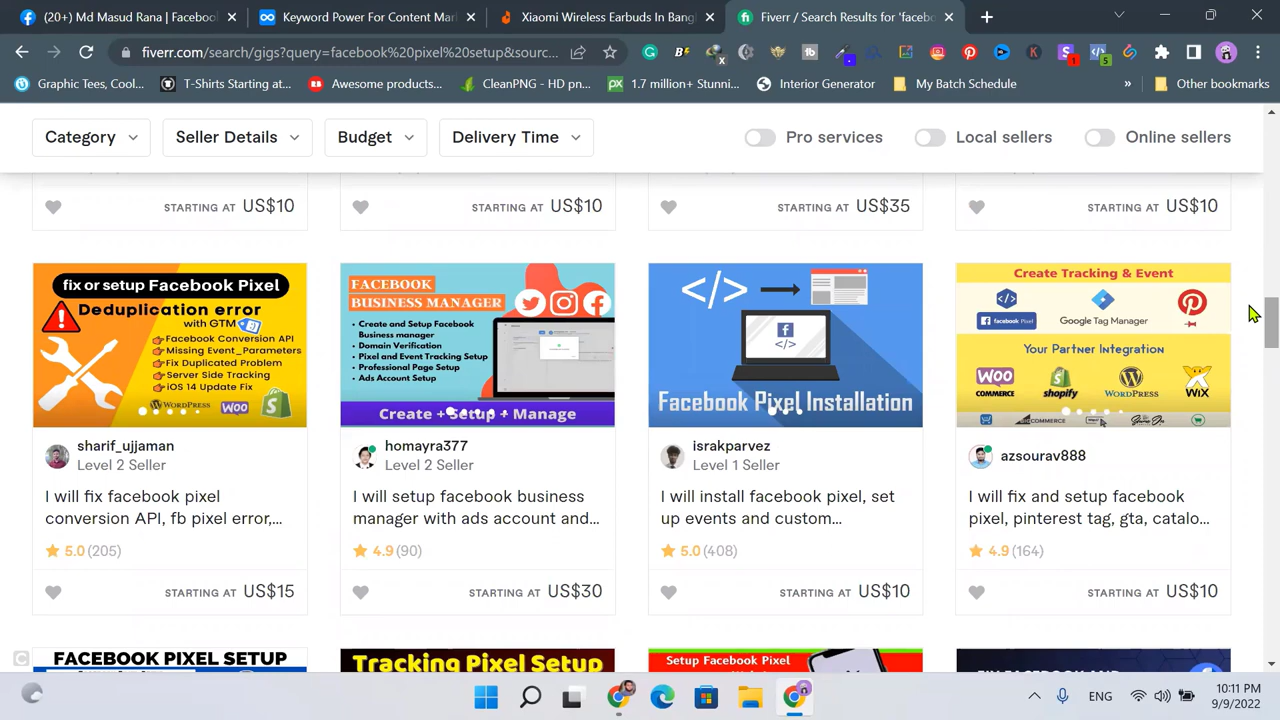 (20+) Md Masud Rana | Facebool
Keyword Power For Content Mark
Xiaomi Wireless Earbuds In Bang
Fiverr / Search Results for 'facebo
fiverr.com/search/gigs?query=facebook%20pixel%20setup&sourc...
Graphic Tees, Cool,...
T-Shirts Starting at...
Awesome products...
CleanPNG - HD pn...
1.7 million+ Stunni...
Interior Generator
My Batch Schedule
»
Other bookmarks
Category
Seller Details
Budget
Delivery Time
Pro services
Local sellers
Online sellers
STARTING AT US$10
STARTING AT US$10
STARTING AT US$35
STARTING AT US$10
fix or setup Facebook Pixel
Deduplication error
with GTM
Facebook Conversion API
Missing Event_Parameters
Fix Duplicated Problem
Server Side Tracking
iOS 14 Update Fix
WORDPRESS
WOO
sharif_ujjaman
Level 2 Seller
I will fix facebook pixel
conversion API, fb pixel error,...
5.0 (205)
STARTING AT US$15
FACEBOOK
BUSINESS MANAGER
Create and Setup Facebook
Business manager
Domain Verification
Pixel and Event Tracking Setup
Professional Page Setup
Ads Account Setup
Create + Setup + Manage
homayra377
Level 2 Seller
I will setup facebook business
manager with ads account and...
4.9 (90)
STARTING AT US$30
</>
</>
Facebook Pixel Installation
israkparvez
Level 1 Seller
I will install facebook pixel, set
up events and custom...
5.0 (408)
STARTING AT US$10
Create Tracking & Event
facebook Pixel
Google Tag Manager
Your Partner Integration
WOO
COMMERCE
shopify
WORDPRESS
WIX
azsourav888
I will fix and setup facebook
pixel, pinterest tag, gta, catalo...
4.9 (164)
STARTING AT US$10
FACEBOOK PIXEL SETUP
Tracking Pixel Setup
Setup Facebook Pixel
ENG
10:11 PM
9/9/2022